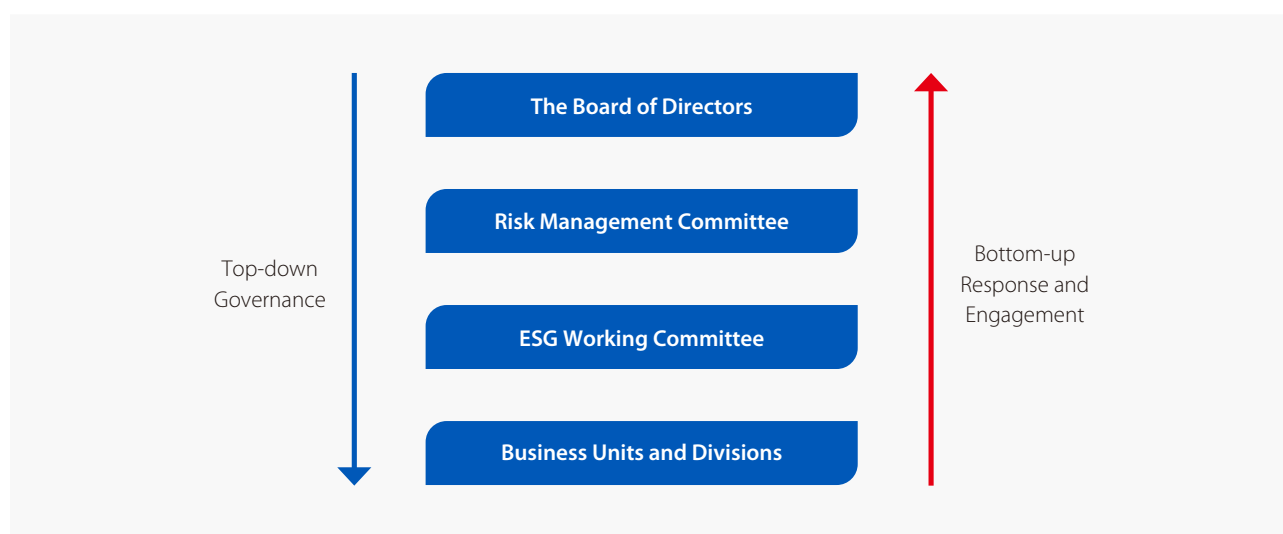 The Board of Directors
Risk Management Committee
Top-down
Governance
Bottom-up
Response and
Engagement
ESG Working Committee
Business Units and Divisions